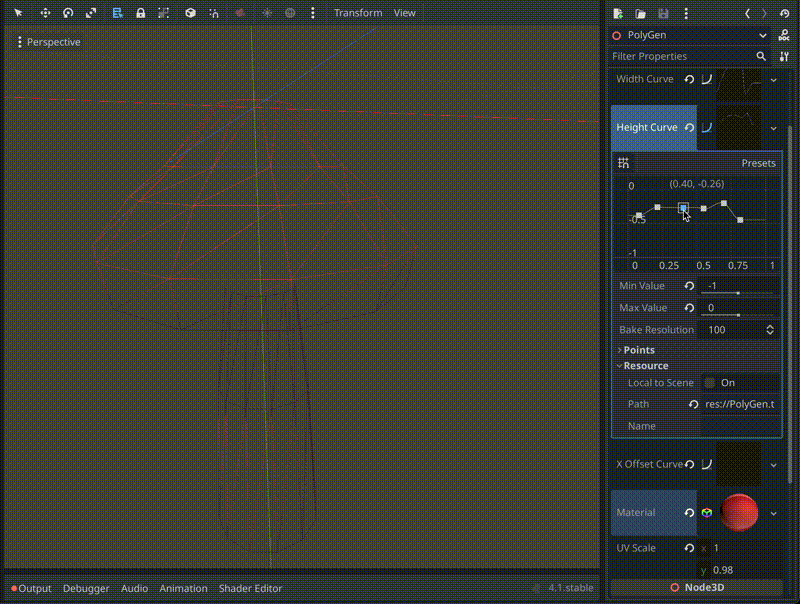 Transform View
Perspective
PolyGen
Filter Properties
Width Curve
Height Curve
Presets
(0.40, -0.26)
0
-0.5
-1
0 0.25 0.5 0.75 1
Min Value -1
Max Value 0
Bake Resolution 100
Points
Resource
Local to Scene On
Path res://PolyGen.t
Name
X Offset Curve
Material
UV Scale x 1
y 0.98
Node3D
Output Debugger Audio Animation Shader Editor 4.1.stable